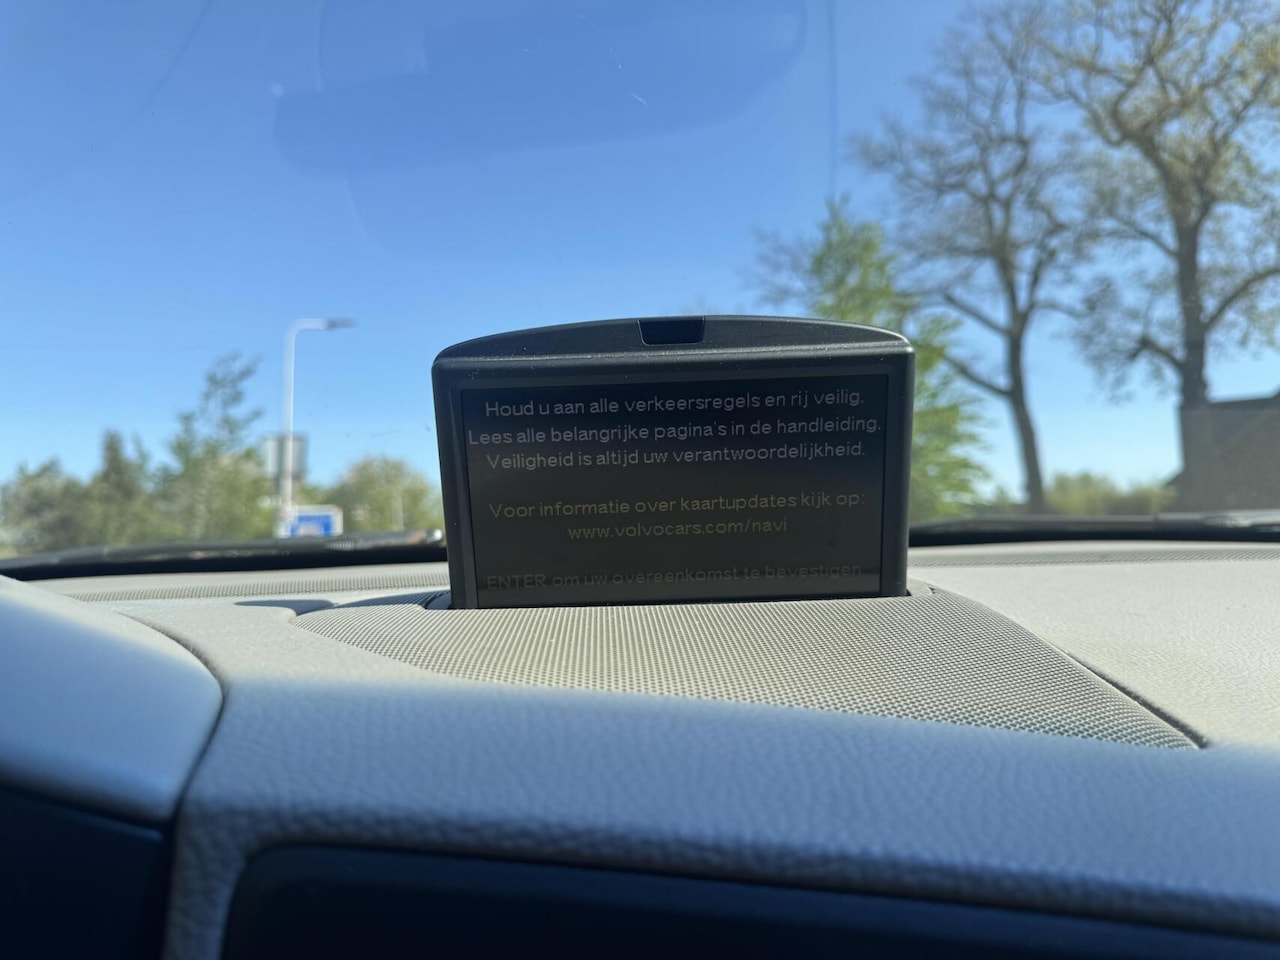 Houd u aan alle verkeersregels en rij veilig.
Lees alle belangrijke pagina's in de handleiding.
Veiligheid is altijd uw verantwoordelijkheid.
Voor informatie over kaartupdates kijk op:
www.volvocars.com/navi
ENTER om uw overeenkomst te bevestigen